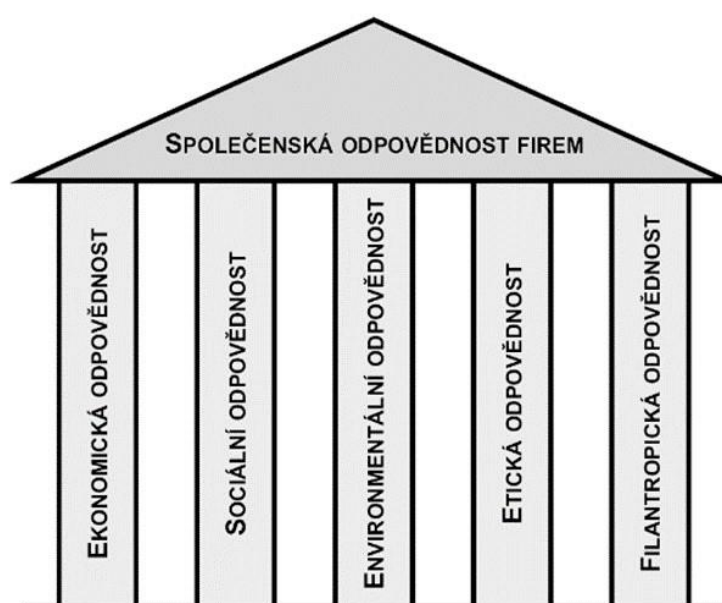 SPOLEČENSKÁ ODPOVĚDNOST FIREM
EKONOMICKÁ ODPOVĚDNOST
SOCIÁLNÍ ODPOVĚDNOST
ENVIRONMENTÁLNÍ ODPOVĚDNOST
ETICKÁ ODPOVĚDNOST
FILANTROPICKÁ ODPOVĚDNOST